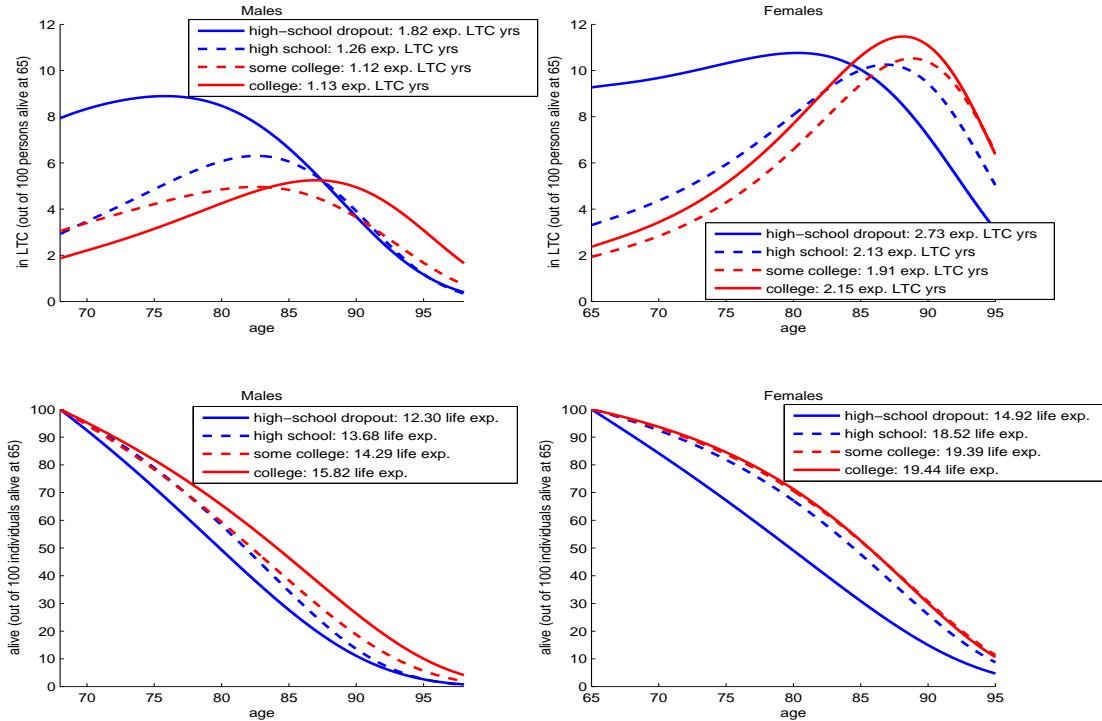 Males
12
10
8
6
4
2
0
in LTC (out of 100 persons alive at 65)
high−school dropout: 1.82 exp. LTC yrs
high school: 1.26 exp. LTC yrs
some college: 1.12 exp. LTC yrs
college: 1.13 exp. LTC yrs
70 75 80 85 90 95
age
Females
12
10
8
6
4
2
0
in LTC (out of 100 persons alive at 65)
high−school dropout: 2.73 exp. LTC yrs
high school: 2.13 exp. LTC yrs
some college: 1.91 exp. LTC yrs
college: 2.15 exp. LTC yrs
65 70 75 80 85 90 95
age
Males
100
90
80
70
60
50
40
30
20
10
0
alive (out of 100 individuals alive at 65)
high−school dropout: 12.30 life exp.
high school: 13.68 life exp.
some college: 14.29 life exp.
college: 15.82 life exp.
70 75 80 85 90 95
age
Females
100
90
80
70
60
50
40
30
20
10
0
alive (out of 100 individuals alive at 65)
high−school dropout: 14.92 life exp.
high school: 18.52 life exp.
some college: 19.39 life exp.
college: 19.44 life exp.
65 70 75 80 85 90 95
age